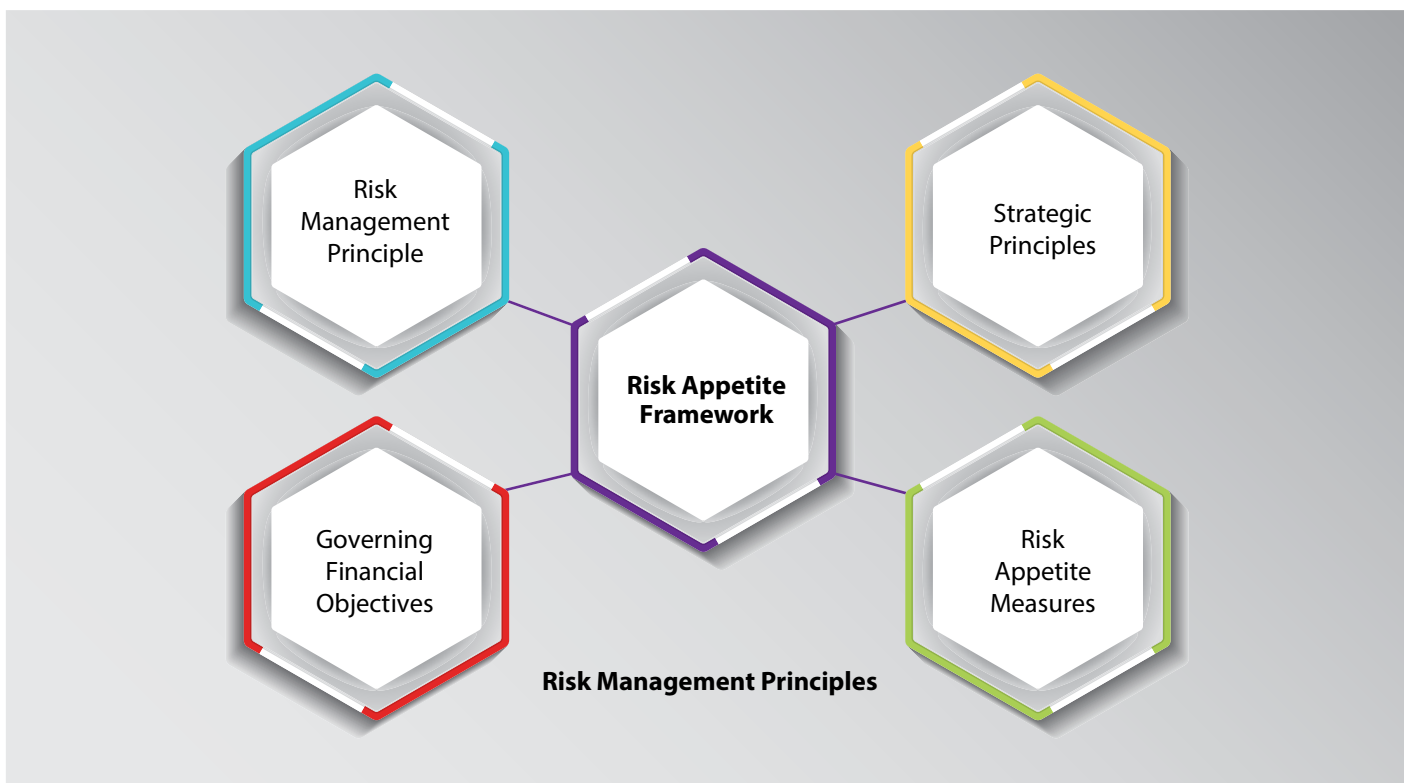 Risk
Management
Principle
Strategic
Principles
Risk Appetite
Framework
Governing
Financial
Objectives
Risk
Appetite
Measures
Risk Management Principles